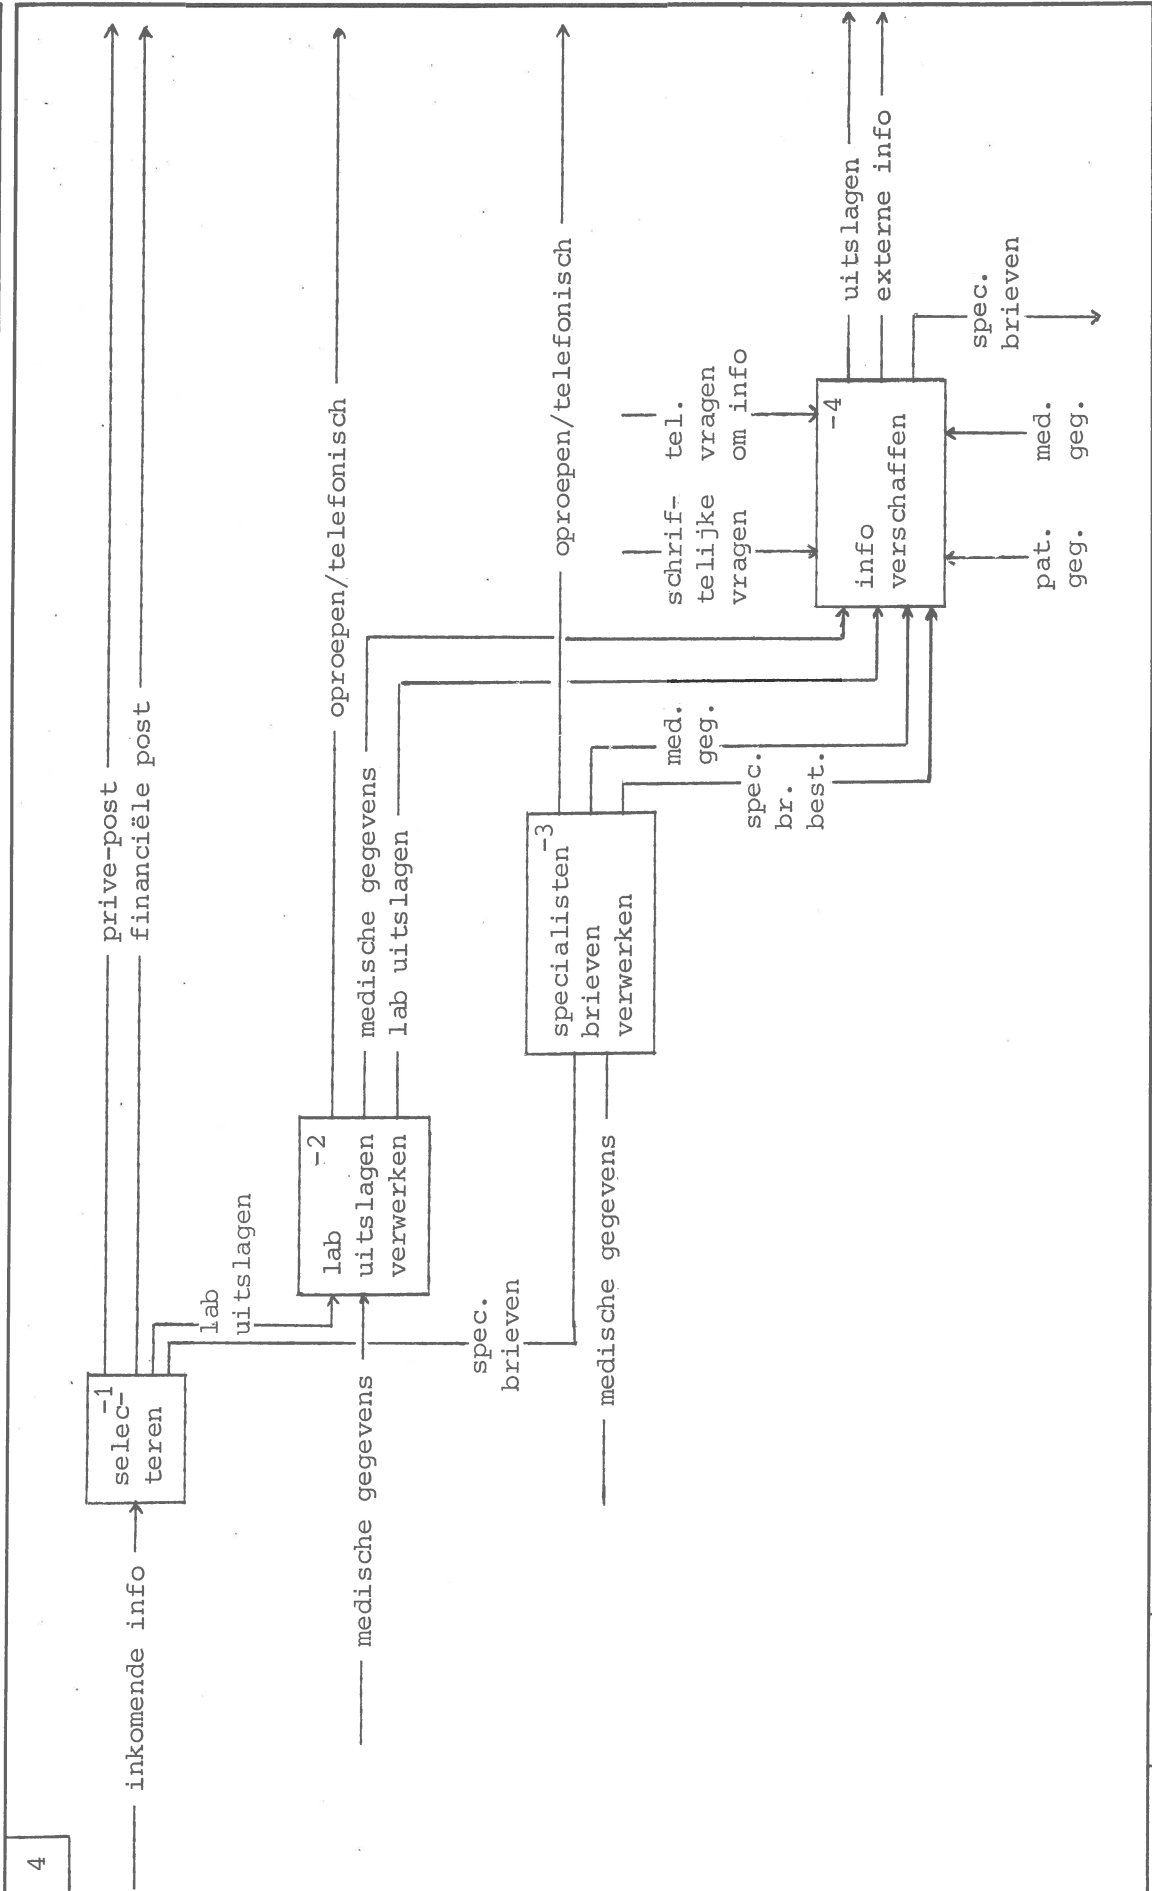 4
inkomende info
-1
selec-
teren
prive-post
financiële post
lab
uitslagen
medische gegevens
-2
lab
uitslagen
verwerken
oproepen/telefonisch
medische gegevens
lab uitslagen
spec.
brieven
medische gegevens
-3
specialisten
brieven
verwerken
oproepen/telefonisch
med.
geg.
spec.
br.
best.
schrif-
telijke
vragen
tel.
vragen
om info
-4
info
verschaffen
pat.
geg.
med.
geg.
uitslagen
externe info
spec.
brieven